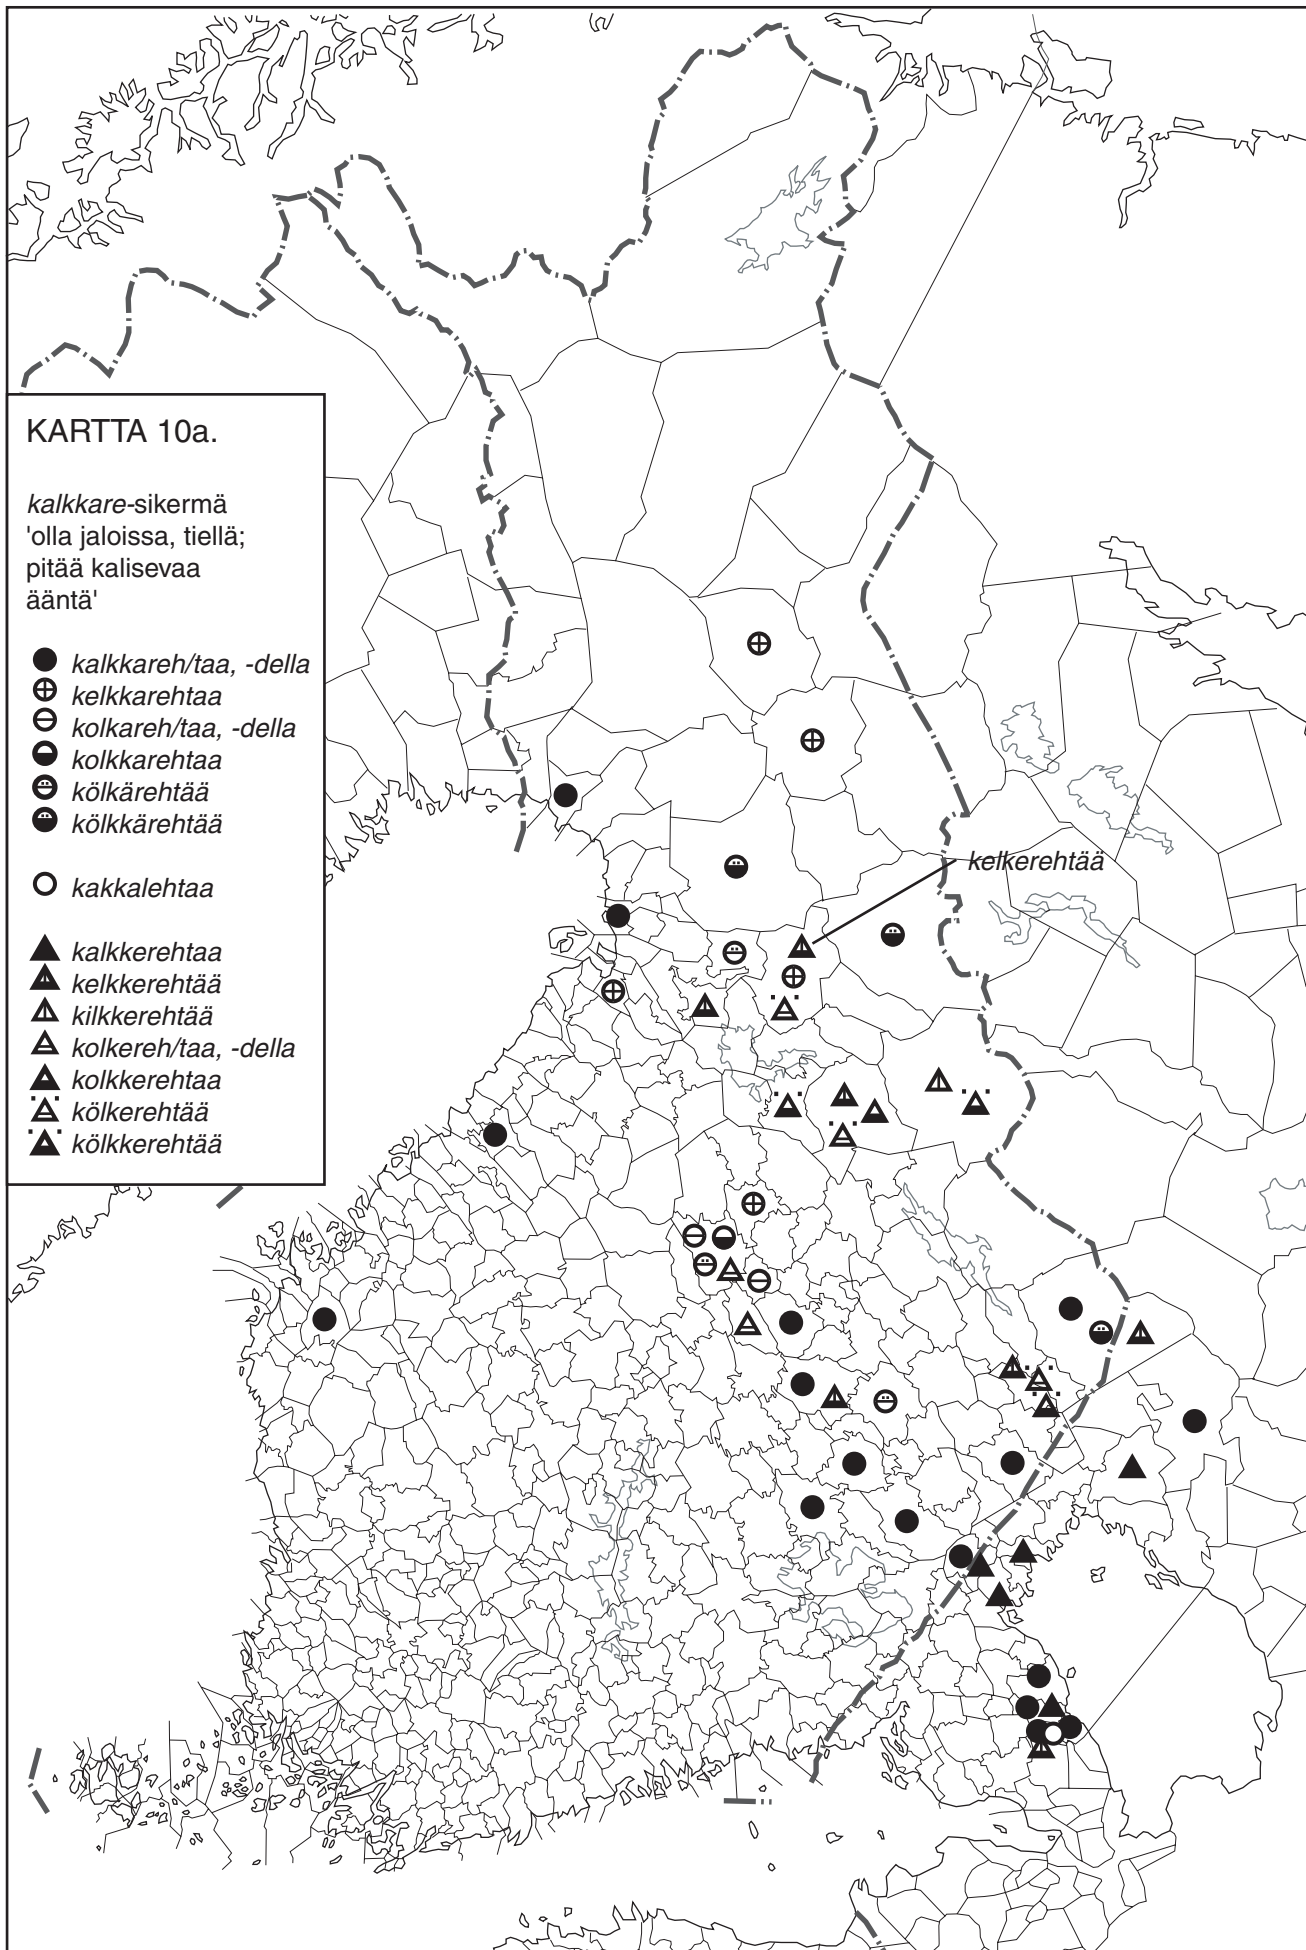 KARTTA 10a.
kalkkare-sikermä
'olla jaloissa, tiellä;
pitää kalisevaa
ääntä'
kalkkareh/taa, -della
kelkkarehtaa
kolkareh/taa, -della
kolkkarehtaa
kölkärehtää
kölkkärehtää
kakkalehtaa
kalkkerehtaa
kelkkerehtää
kilkkerehtää
kolkereh/taa, -della
kolkkerehtaa
kölkerehtää
kölkkerehtää
kelkerehtää